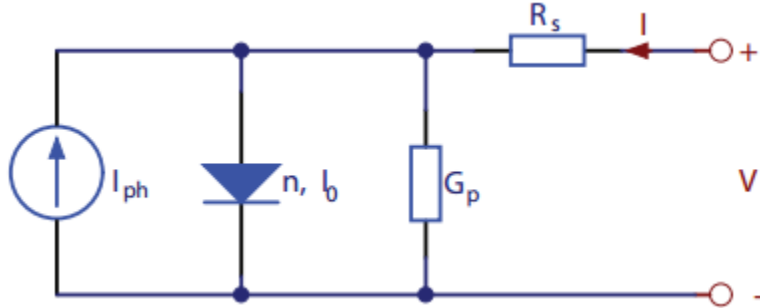 R_s
I
+
I_ph
n, I_0
G_p
V
-